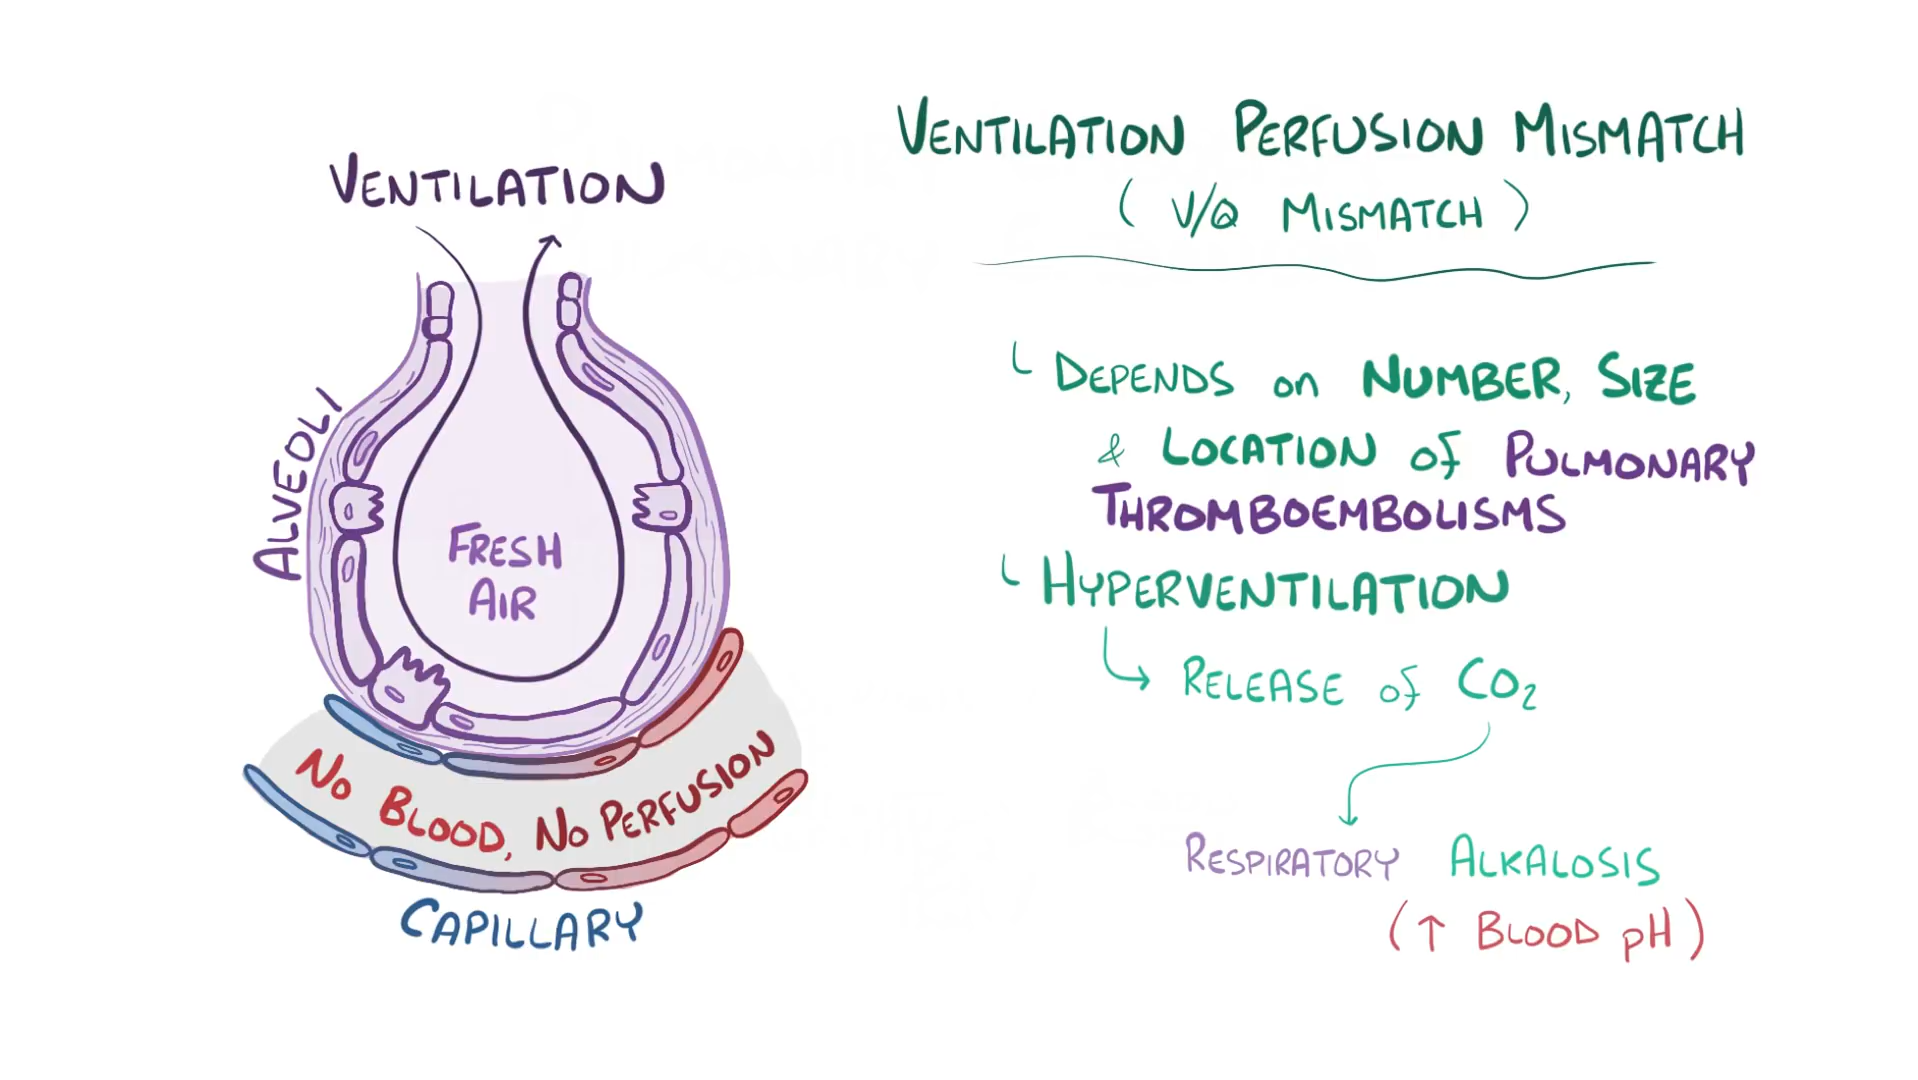 VENTILATION
ALVEOLI
FRESH
AIR
NO BLOOD, NO PERFUSION
CAPILLARY
VENTILATION PERFUSION MISMATCH
( V/Q MISMATCH )
DEPENDS on NUMBER, SIZE
& LOCATION of PULMONARY
THROMBOEMBOLISMS
HYPERVENTILATION
RELEASE of CO₂
RESPIRATORY ALKALOSIS
(↑ BLOOD pH)